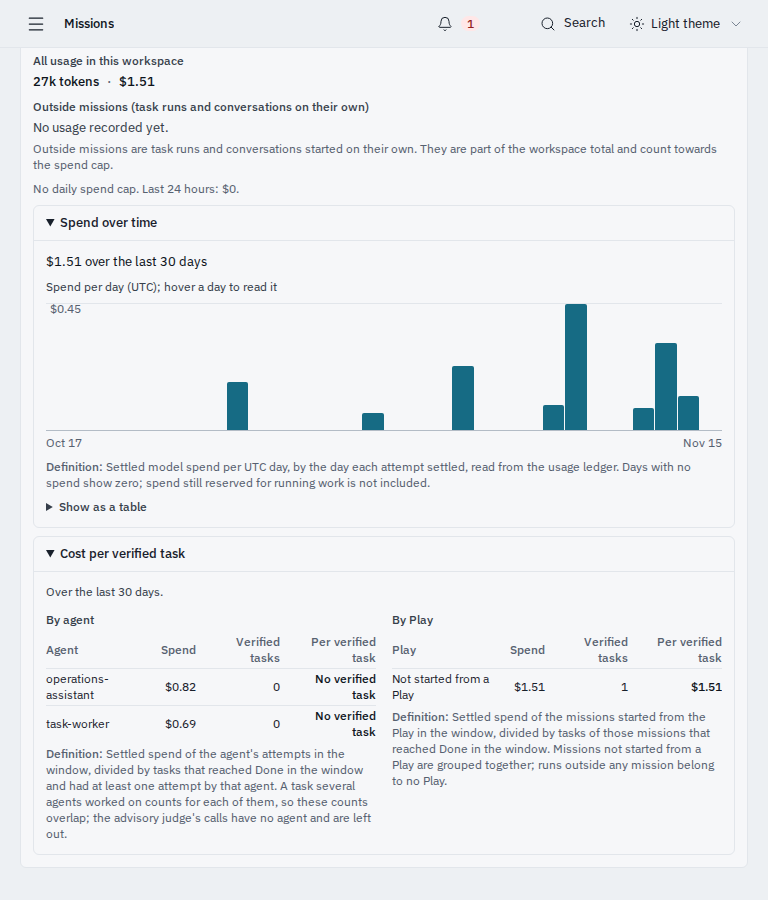 Missions
1
Search
Light theme
All usage in this workspace
27k tokens · $1.51
Outside missions (task runs and conversations on their own)
No usage recorded yet.
Outside missions are task runs and conversations started on their own. They are part of the workspace total and count towards
the spend cap.
No daily spend cap. Last 24 hours: $0.
Spend over time
$1.51 over the last 30 days
Spend per day (UTC); hover a day to read it
$0.45
Oct 17
Nov 15
Definition: Settled model spend per UTC day, by the day each attempt settled, read from the usage ledger. Days with no
spend show zero; spend still reserved for running work is not included.
Show as a table
Cost per verified task
Over the last 30 days.
By agent
Agent Spend Verified tasks Per verified task
operations-assistant $0.82 0 No verified task
task-worker $0.69 0 No verified task
Definition: Settled spend of the agent's attempts in the
window, divided by tasks that reached Done in the window
and had at least one attempt by that agent. A task several
agents worked on counts for each of them, so these counts
overlap; the advisory judge's calls have no agent and are left
out.
By Play
Play Spend Verified tasks Per verified task
Not started from a Play $1.51 1 $1.51
Definition: Settled spend of the missions started from the
Play in the window, divided by tasks of those missions that
reached Done in the window. Missions not started from a
Play are grouped together; runs outside any mission belong
to no Play.